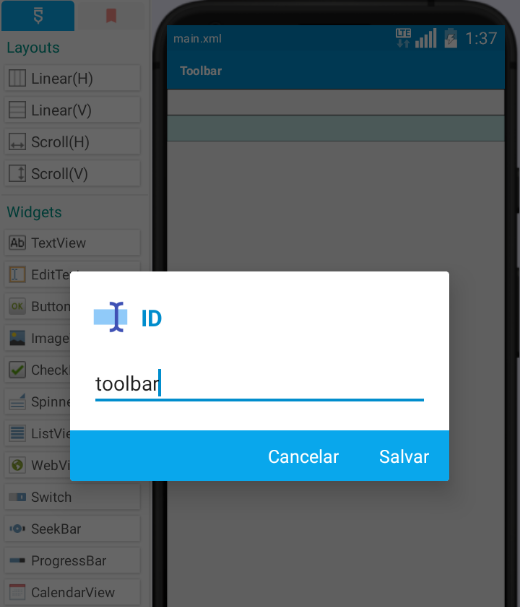 main.xml
LTE
1:37
Toolbar
Layouts
Linear(H)
Linear(V)
Scroll(H)
Scroll(V)
Widgets
Ab
TextView
EditTe
OK
Button
Image
Check
Spinne
ListVie
WebVi
Switch
SeekBar
ProgressBar
CalendarView
ID
toolbar
Cancelar
Salvar